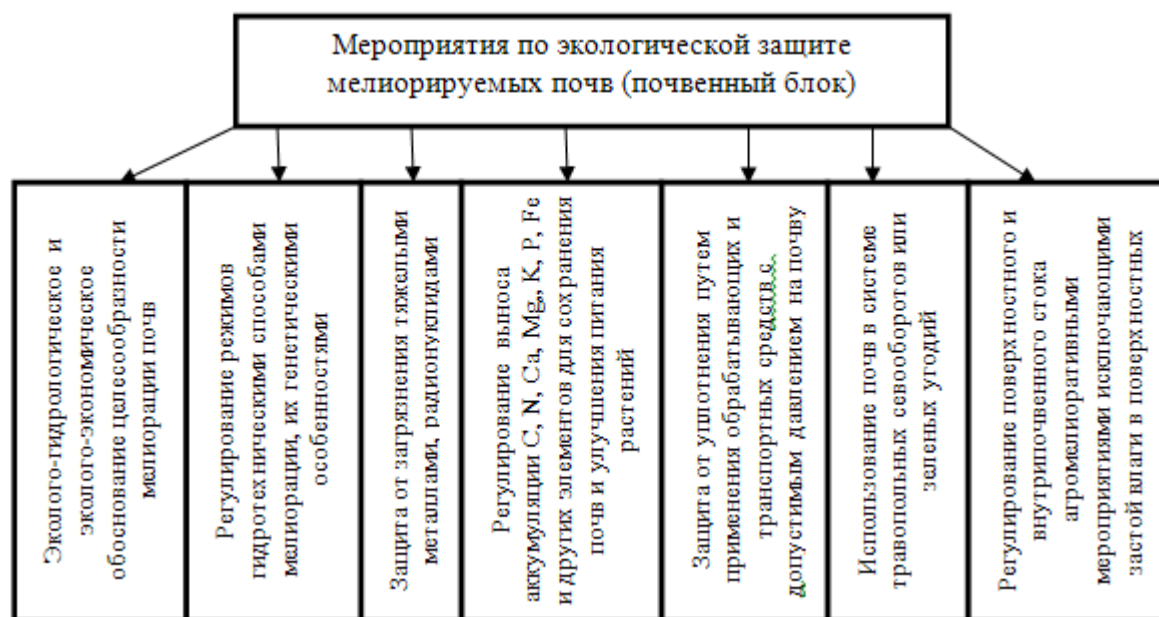 Мероприятия по экологической защите
мелиорируемых почв (почвенный блок)
Эколого-гидрологическое и
эколого-экономическое
обоснование целесообразности
мелиорации почв
Регулирование режимов
гидротехническими способами
мелиорации, их генетическими
особенностями
Защита от загрязнения тяжелыми
металлами, радионуклидами
Регулирование выноса
аккумуляции C, N, Ca, Mg,, K, P, Fe
и других элементов для сохранения
почв и улучшения питания
растений
Защита от уплотнения путем
применения обрабатывающих и
транспортных средств с
допустимым давлением на почву
Использование почв в системе
травопольных севооборотов или
зеленых угодий
Регулирование поверхностного и
внутрипочвенного стока
агромелиоративными
мероприятиями исключающими
застой влаги в поверхностных